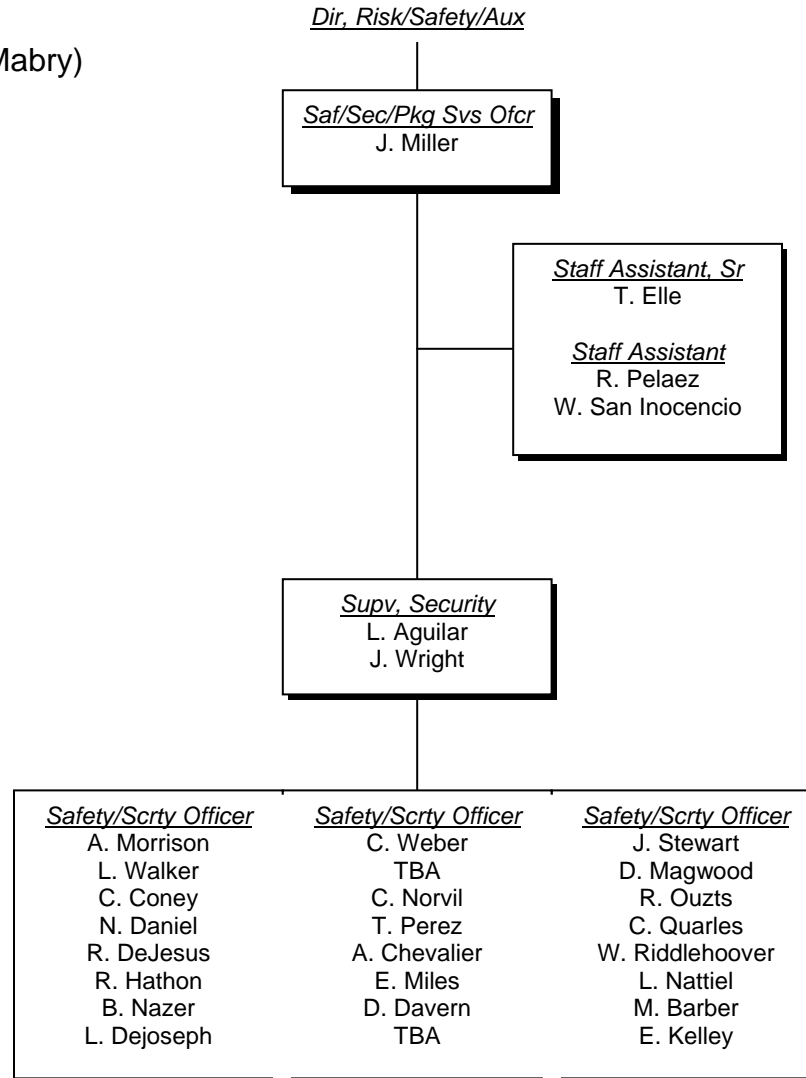 Dir, Risk/Safety/Aux
Mabry)
Saf/Sec/Pkg Svs Ofcr
J. Miller
Staff Assistant, Sr
T. Elle
Staff Assistant
R. Pelaez
W. San Inocencio
Supv, Security
L. Aguilar
J. Wright
Safety/Scrty Officer
A. Morrison
L. Walker
C. Coney
N. Daniel
R. DeJesus
R. Hathon
B. Nazer
L. Dejoseph
Safety/Scrty Officer
C. Weber
TBA
C. Norvil
T. Perez
A. Chevalier
E. Miles
D. Davern
TBA
Safety/Scrty Officer
J. Stewart
D. Magwood
R. Ouzts
C. Quarles
W. Riddlehoover
L. Nattiel
M. Barber
E. Kelley